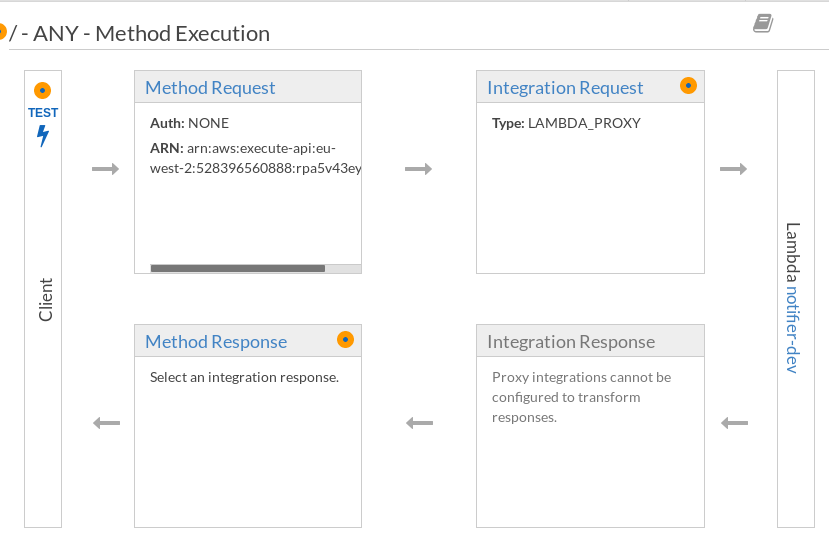 / - ANY - Method Execution
TEST
Client
Method Request
Auth: NONE
ARN: arn:aws:execute-api:eu-
west-2:528396560888:rpa5v43ey
Integration Request
Type: LAMBDA_PROXY
Lambda notifier-dev
Method Response
Select an integration response.
Integration Response
Proxy integrations cannot be
configured to transform
responses.